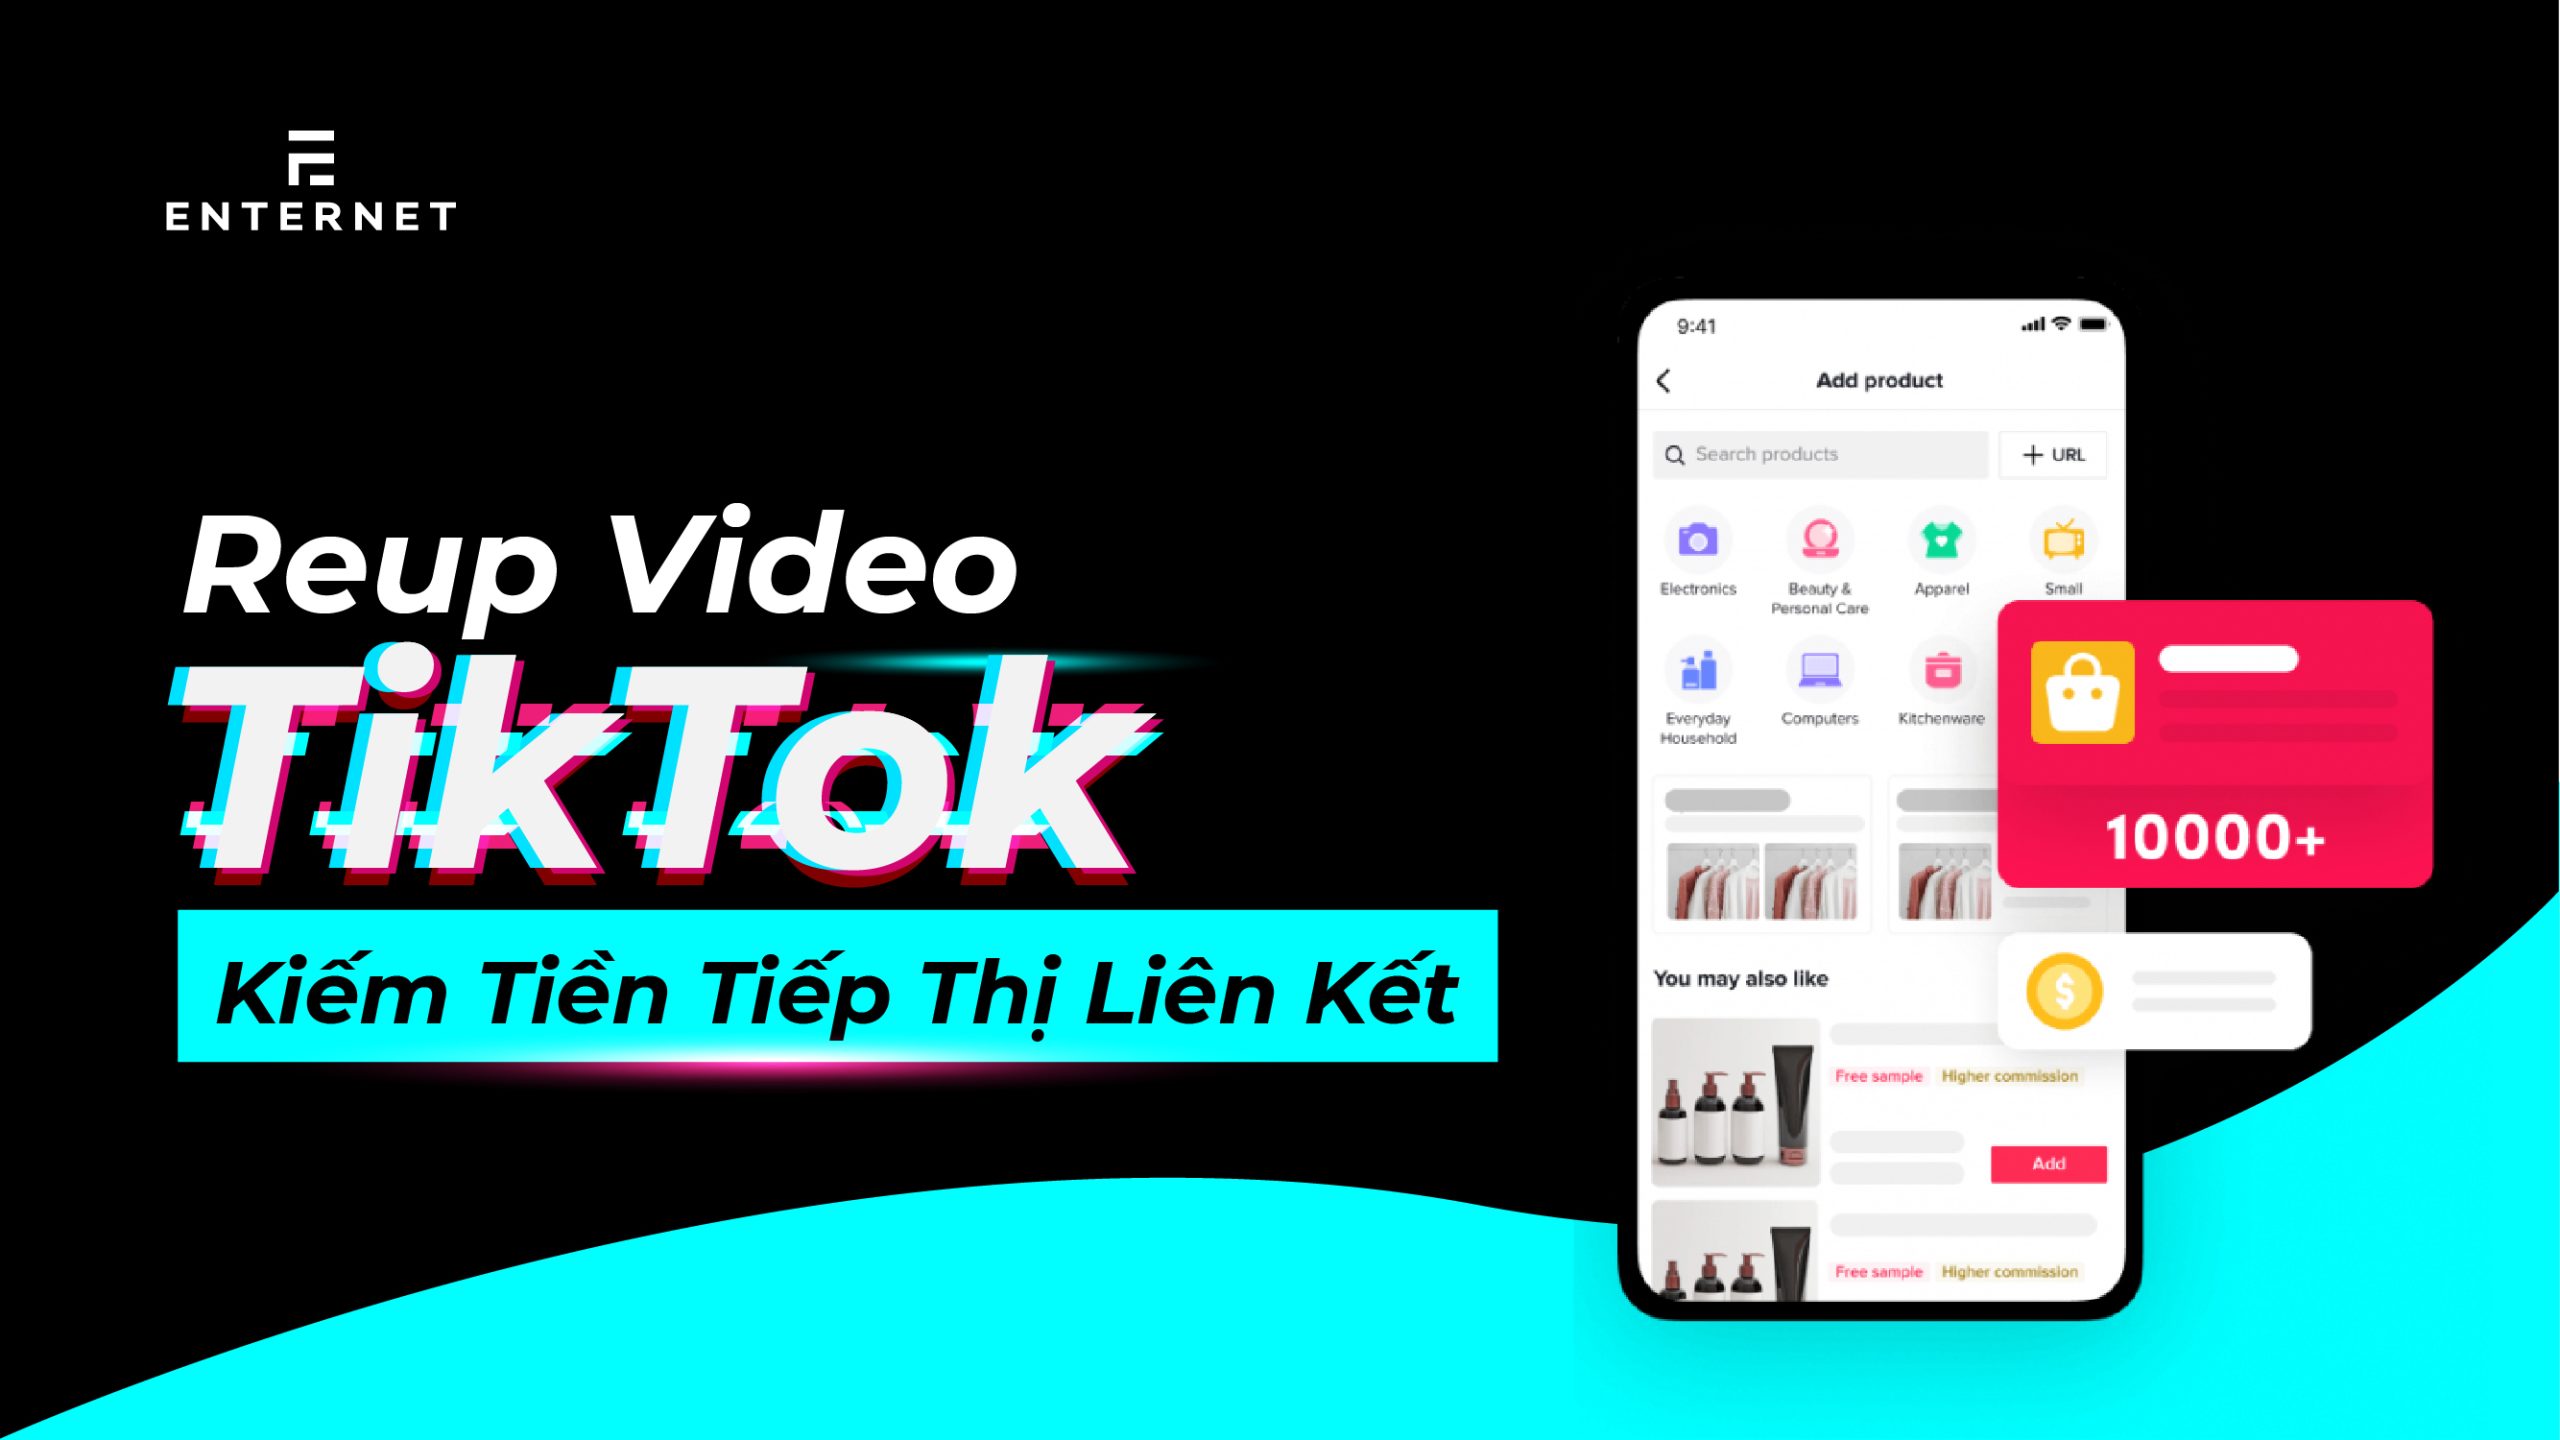 ENTERNET
Reup Video
TikTok
Kiếm Tiền Tiếp Thị Liên Kết
9:41
Add product
Search products
+ URL
Electronics
Beauty &
Personal Care
Apparel
Small
Everyday
Household
Computers
Kitchenware
10000+
You may also like
Free sample
Higher commission
Add
Free sample
Higher commission